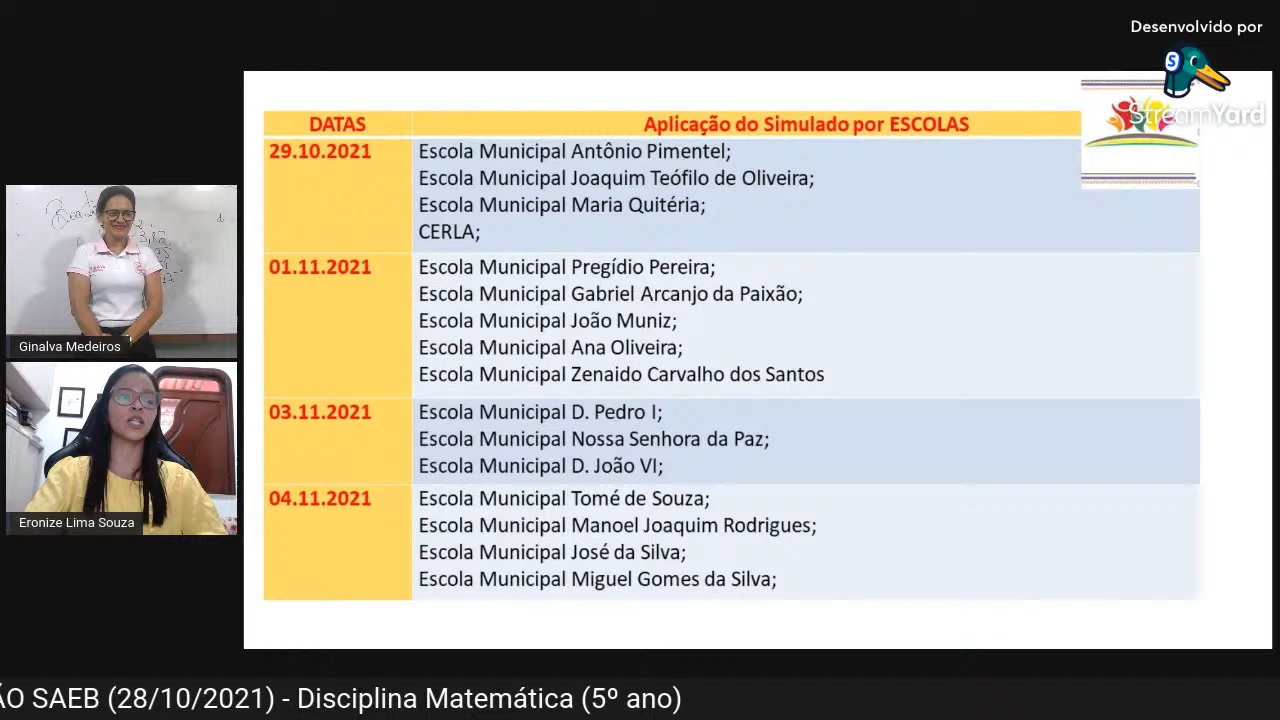 Desenvolvido por
StreamYard
DATAS
Aplicação do Simulado por ESCOLAS
29.10.2021
Escola Municipal Antônio Pimentel;
Escola Municipal Joaquim Teófilo de Oliveira;
Escola Municipal Maria Quitéria;
CERLA;
01.11.2021
Escola Municipal Pregídio Pereira;
Escola Municipal Gabriel Arcanjo da Paixão;
Escola Municipal João Muniz;
Escola Municipal Ana Oliveira;
Escola Municipal Zenaido Carvalho dos Santos
03.11.2021
Escola Municipal D. Pedro I;
Escola Municipal Nossa Senhora da Paz;
Escola Municipal D. João VI;
04.11.2021
Escola Municipal Tomé de Souza;
Escola Municipal Manoel Joaquim Rodrigues;
Escola Municipal José da Silva;
Escola Municipal Miguel Gomes da Silva;
Ginalva Medeiros
Eronize Lima Souza
ÃO SAEB (28/10/2021) - Disciplina Matemática (5º ano)